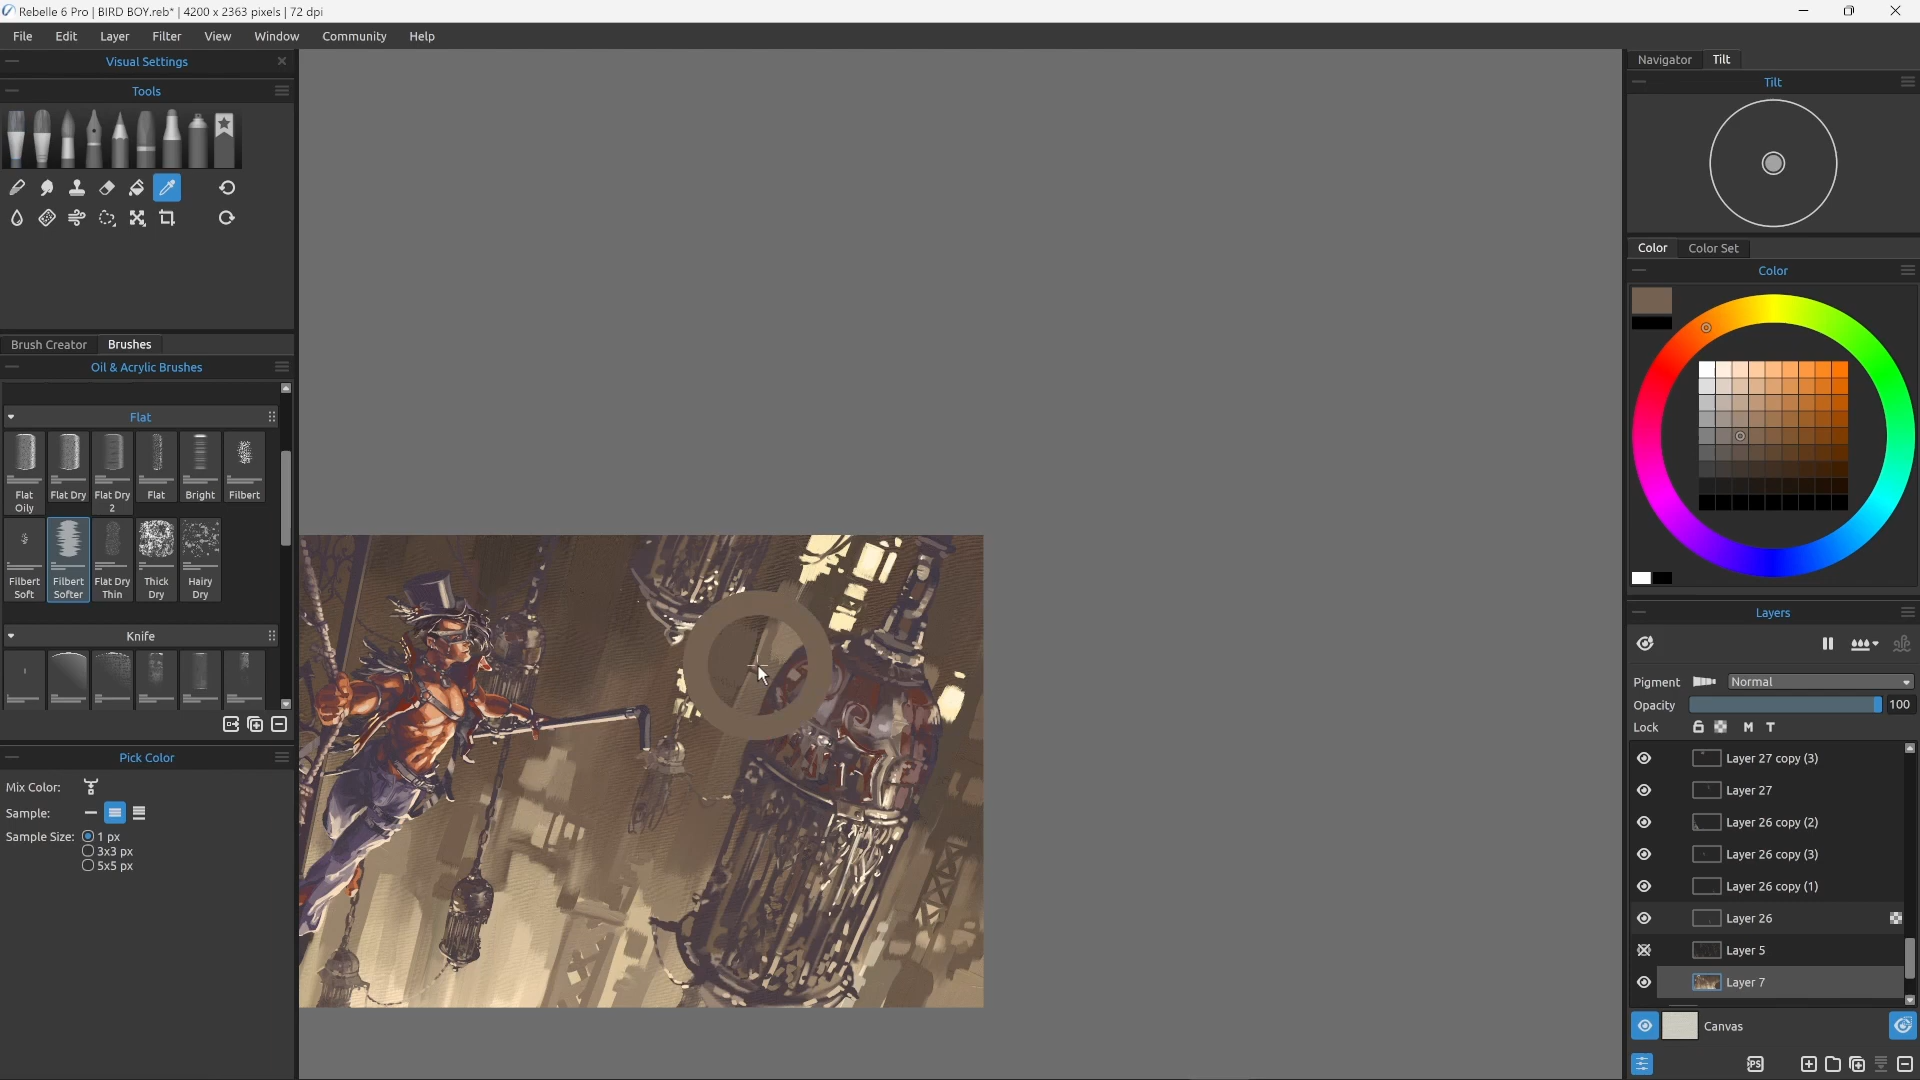 Rebelle 6 Pro | BIRD BOY.reb* | 4200 x 2363 pixels | 72 dpi
File Edit Layer Filter View Window Community Help
Visual Settings
Tools
Brush Creator Brushes
Oil & Acrylic Brushes
Flat
Flat Oily
Flat Dry
Flat Dry 2
Flat
Bright
Filbert
Filbert Soft
Filbert Softer
Flat Dry Thin
Thick Dry
Hairy Dry
Knife
Pick Color
Mix Color:
Sample:
Sample Size: 1 px
3x3 px
5x5 px
Navigator Tilt
Tilt
Color Color Set
Color
Layers
Pigment Normal
Opacity 100
Lock M T
Layer 27 copy (3)
Layer 27
Layer 26 copy (2)
Layer 26 copy (3)
Layer 26 copy (1)
Layer 26
Layer 5
Layer 7
Canvas
PS